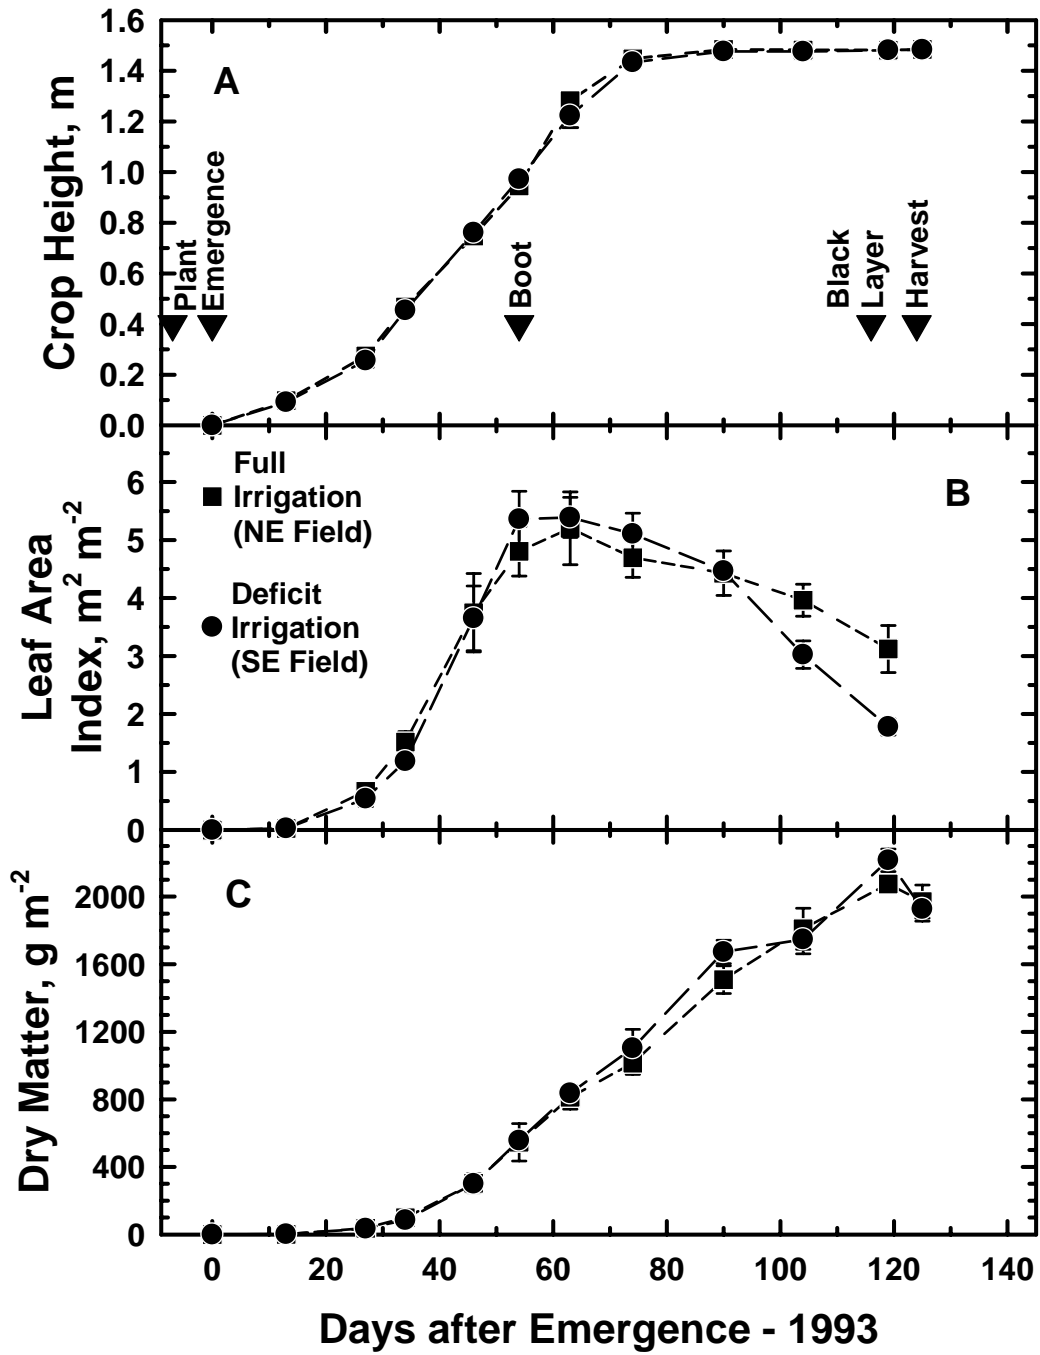 1.6
1.4
1.2
1.0
0.8
0.6
0.4
0.2
0.0
Crop Height, m
A
Plant
Emergence
Boot
Black
Layer
Harvest
6
5
4
3
2
1
0
Leaf Area
Index, m² m⁻²
B
Full
Irrigation
(NE Field)
Deficit
Irrigation
(SE Field)
2000
1600
1200
800
400
0
Dry Matter, g m⁻²
C
0 20 40 60 80 100 120 140
Days after Emergence - 1993